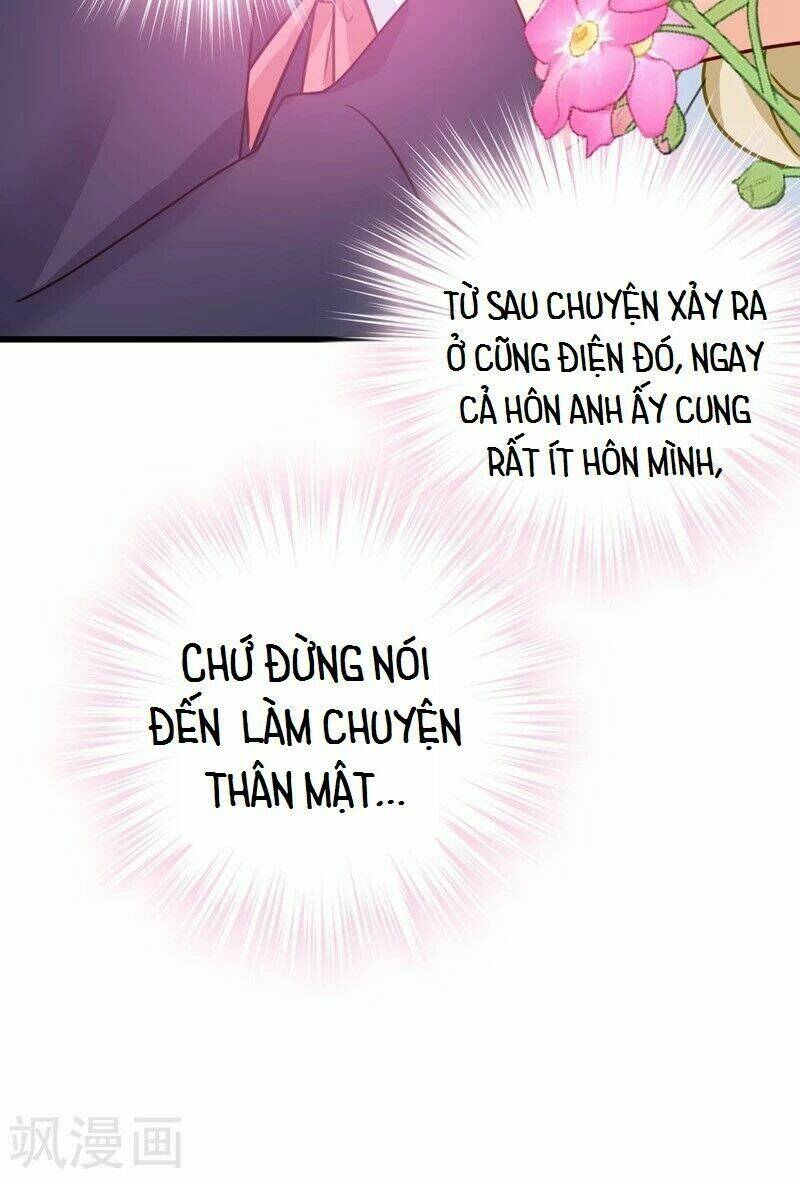 TỪ SAU CHUYỆN XẢY RA
Ở CŨNG ĐIỆN ĐÓ, NGAY
CẢ HÔN ANH ẤY CUNG
RẤT ÍT HÔN MÌNH,
CHỨ ĐỪNG NÓI
ĐẾN LÀM CHUYỆN
THÂN MẬT...
飒漫画